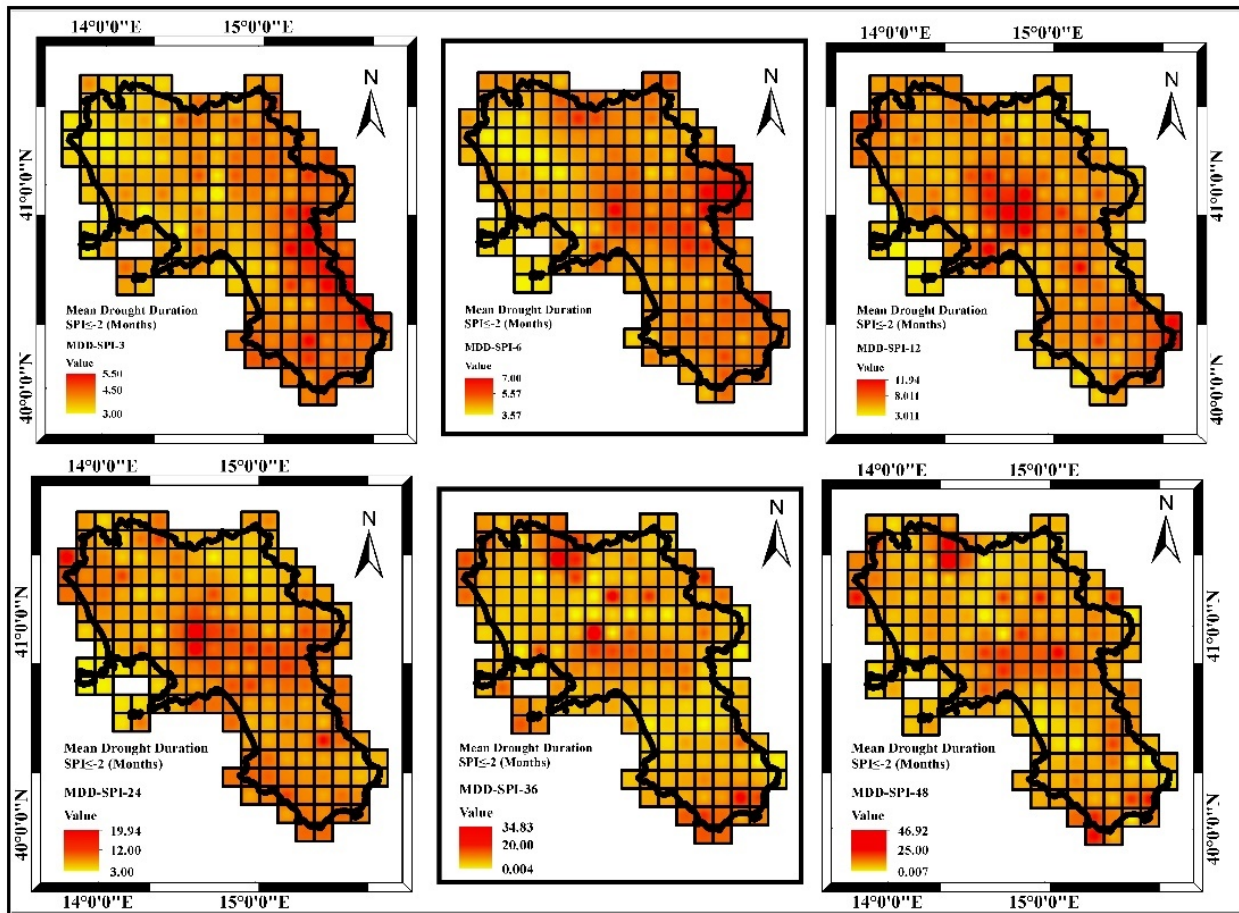 14°0'0"E 15°0'0"E
N
41°0'0"N
40°0'0"N
Mean Drought Duration
SPI≤-2 (Months)
MDD-SPI-3
Value
5.50
4.50
3.00
N
Mean Drought Duration
SPI≤-2 (Months)
MDD-SPI-6
Value
7.00
5.57
3.57
14°0'0"E 15°0'0"E
N
41°0'0"N
40°0'0"N
Mean Drought Duration
SPI≤-2 (Months)
MDD-SPI-12
Value
11.94
8.011
3.011
14°0'0"E 15°0'0"E
N
41°0'0"N
40°0'0"N
Mean Drought Duration
SPI≤-2 (Months)
MDD-SPI-24
Value
19.94
12.00
3.00
14°0'0"E 15°0'0"E
N
Mean Drought Duration
SPI≤-2 (Months)
MDD-SPI-36
Value
34.83
20.00
0.004
14°0'0"E 15°0'0"E
N
41°0'0"N
40°0'0"N
Mean Drought Duration
SPI≤-2 (Months)
MDD-SPI-48
Value
46.92
25.00
0.007
14°0'0"E 15°0'0"E